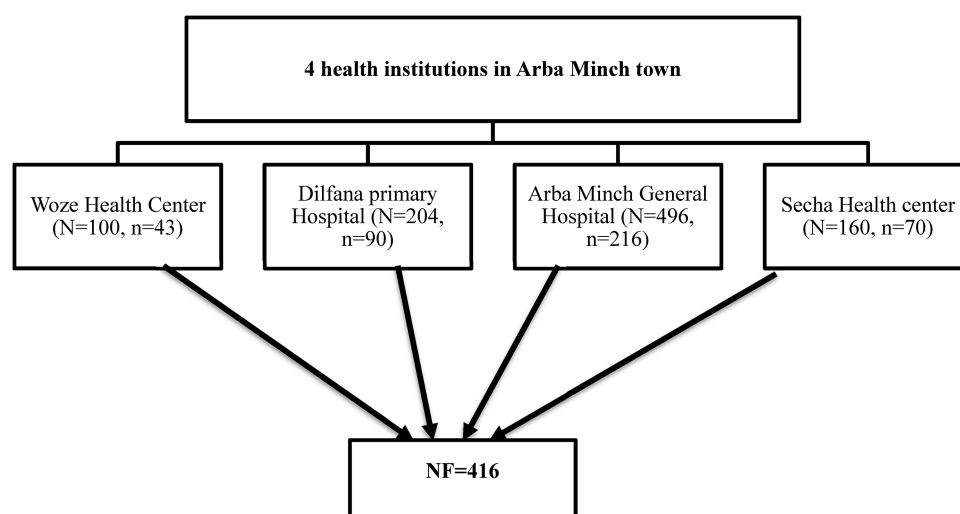 4 health institutions in Arba Minch town
Woze Health Center
(N=100, n=43)
Dilfana primary
Hospital (N=204,
n=90)
Arba Minch General
Hospital (N=496,
n=216)
Secha Health center
(N=160, n=70)
NF=416